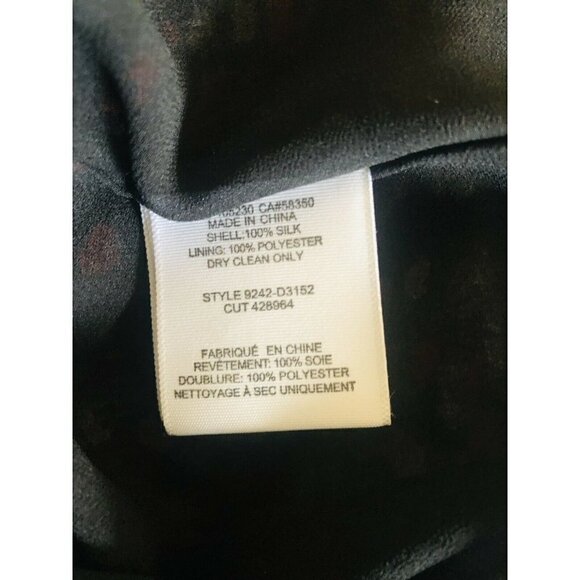 CA#58350
MADE IN CHINA
SHELL:100% SILK
LINING: 100% POLYESTER
DRY CLEAN ONLY
STYLE 9242-D3152
CUT 428964
FABRIQUÉ EN CHINE
REVÊTEMENT: 100% SOIE
DOUBLURE: 100% POLYESTER
NETTOYAGE À SEC UNIQUEMENT